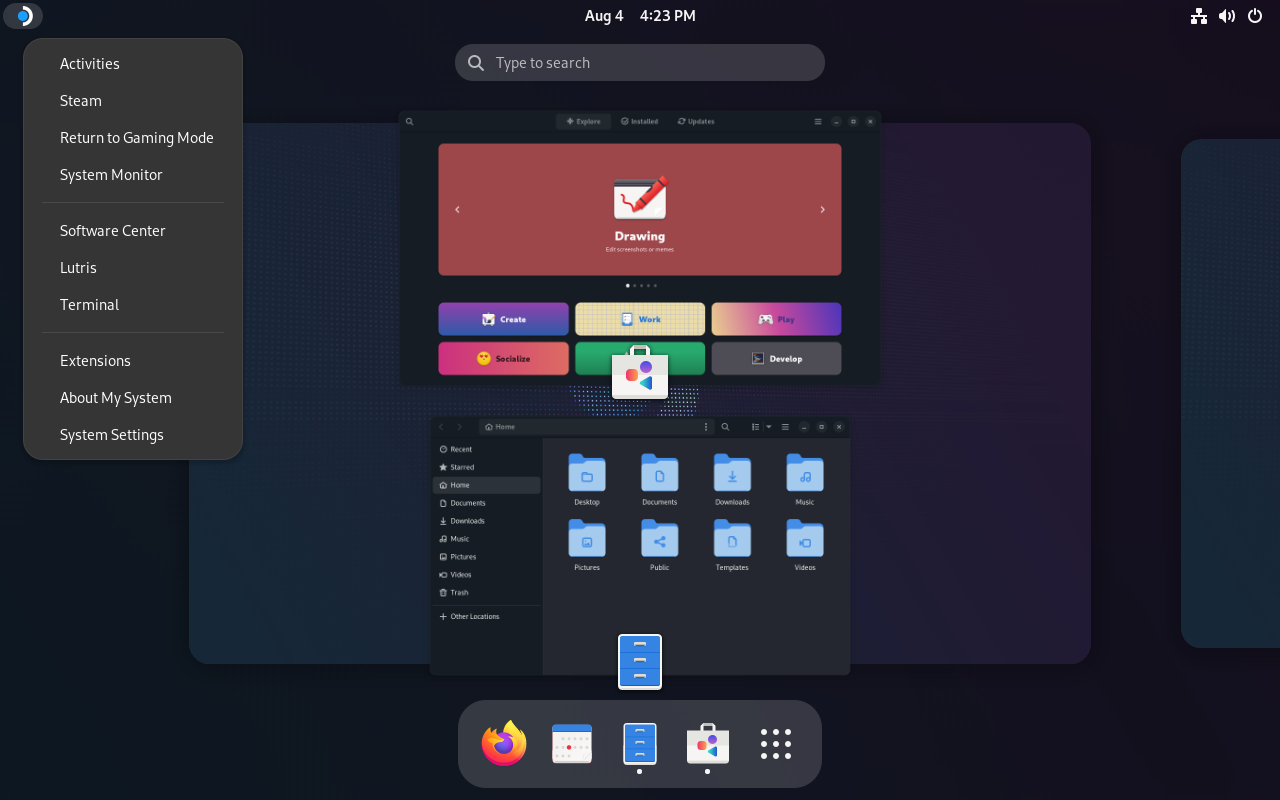 Aug 4 4:23 PM
Activities
Steam
Return to Gaming Mode
System Monitor
Software Center
Lutris
Terminal
Extensions
About My System
System Settings
Type to search
Explore Installed Updates
Drawing
Edit screenshots or memes
Create Work Play
Socialize Develop
Home
Recent
Starred
Home
Documents
Downloads
Music
Pictures
Videos
Trash
Other Locations
Desktop Documents Downloads Music
Pictures Public Templates Videos